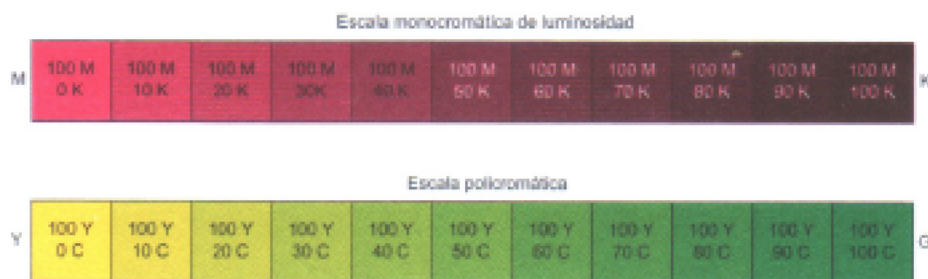 Escala monocromática de luminosidad
M 100 M 100 M 100 M 100 M 100 M 100 M 100 M 100 M 100 M 100 M 100 M K
0 K 10 K 20 K 30K 40 K 50 K 60 K 70 K 80 K 90 K 100 K
Escala policromática
Y 100 Y 100 Y 100 Y 100 Y 100 Y 100 Y 100 Y 100 Y 100 Y 100 Y 100 Y G
0 C 10 C 20 C 30 C 40 C 50 C 60 C 70 C 80 C 90 C 100 C